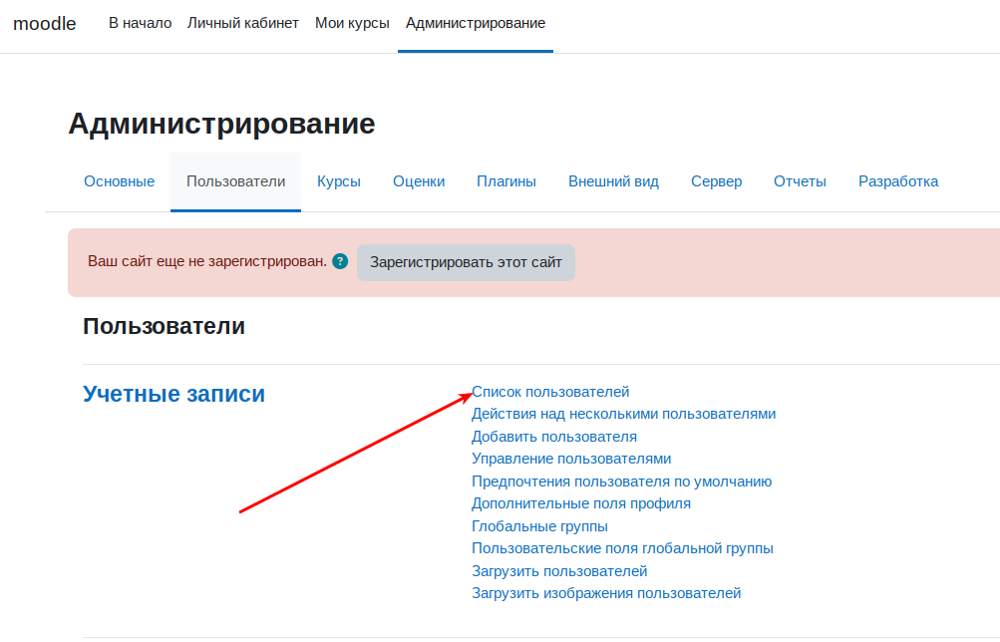 moodle В начало Личный кабинет Мои курсы Администрирование
Администрирование
Основные Пользователи Курсы Оценки Плагины Внешний вид Сервер Отчеты Разработка
Ваш сайт еще не зарегистрирован. ? Зарегистрировать этот сайт
Пользователи
Учетные записи
Список пользователей
Действия над несколькими пользователями
Добавить пользователя
Управление пользователями
Предпочтения пользователя по умолчанию
Дополнительные поля профиля
Глобальные группы
Пользовательские поля глобальной группы
Загрузить пользователей
Загрузить изображения пользователей